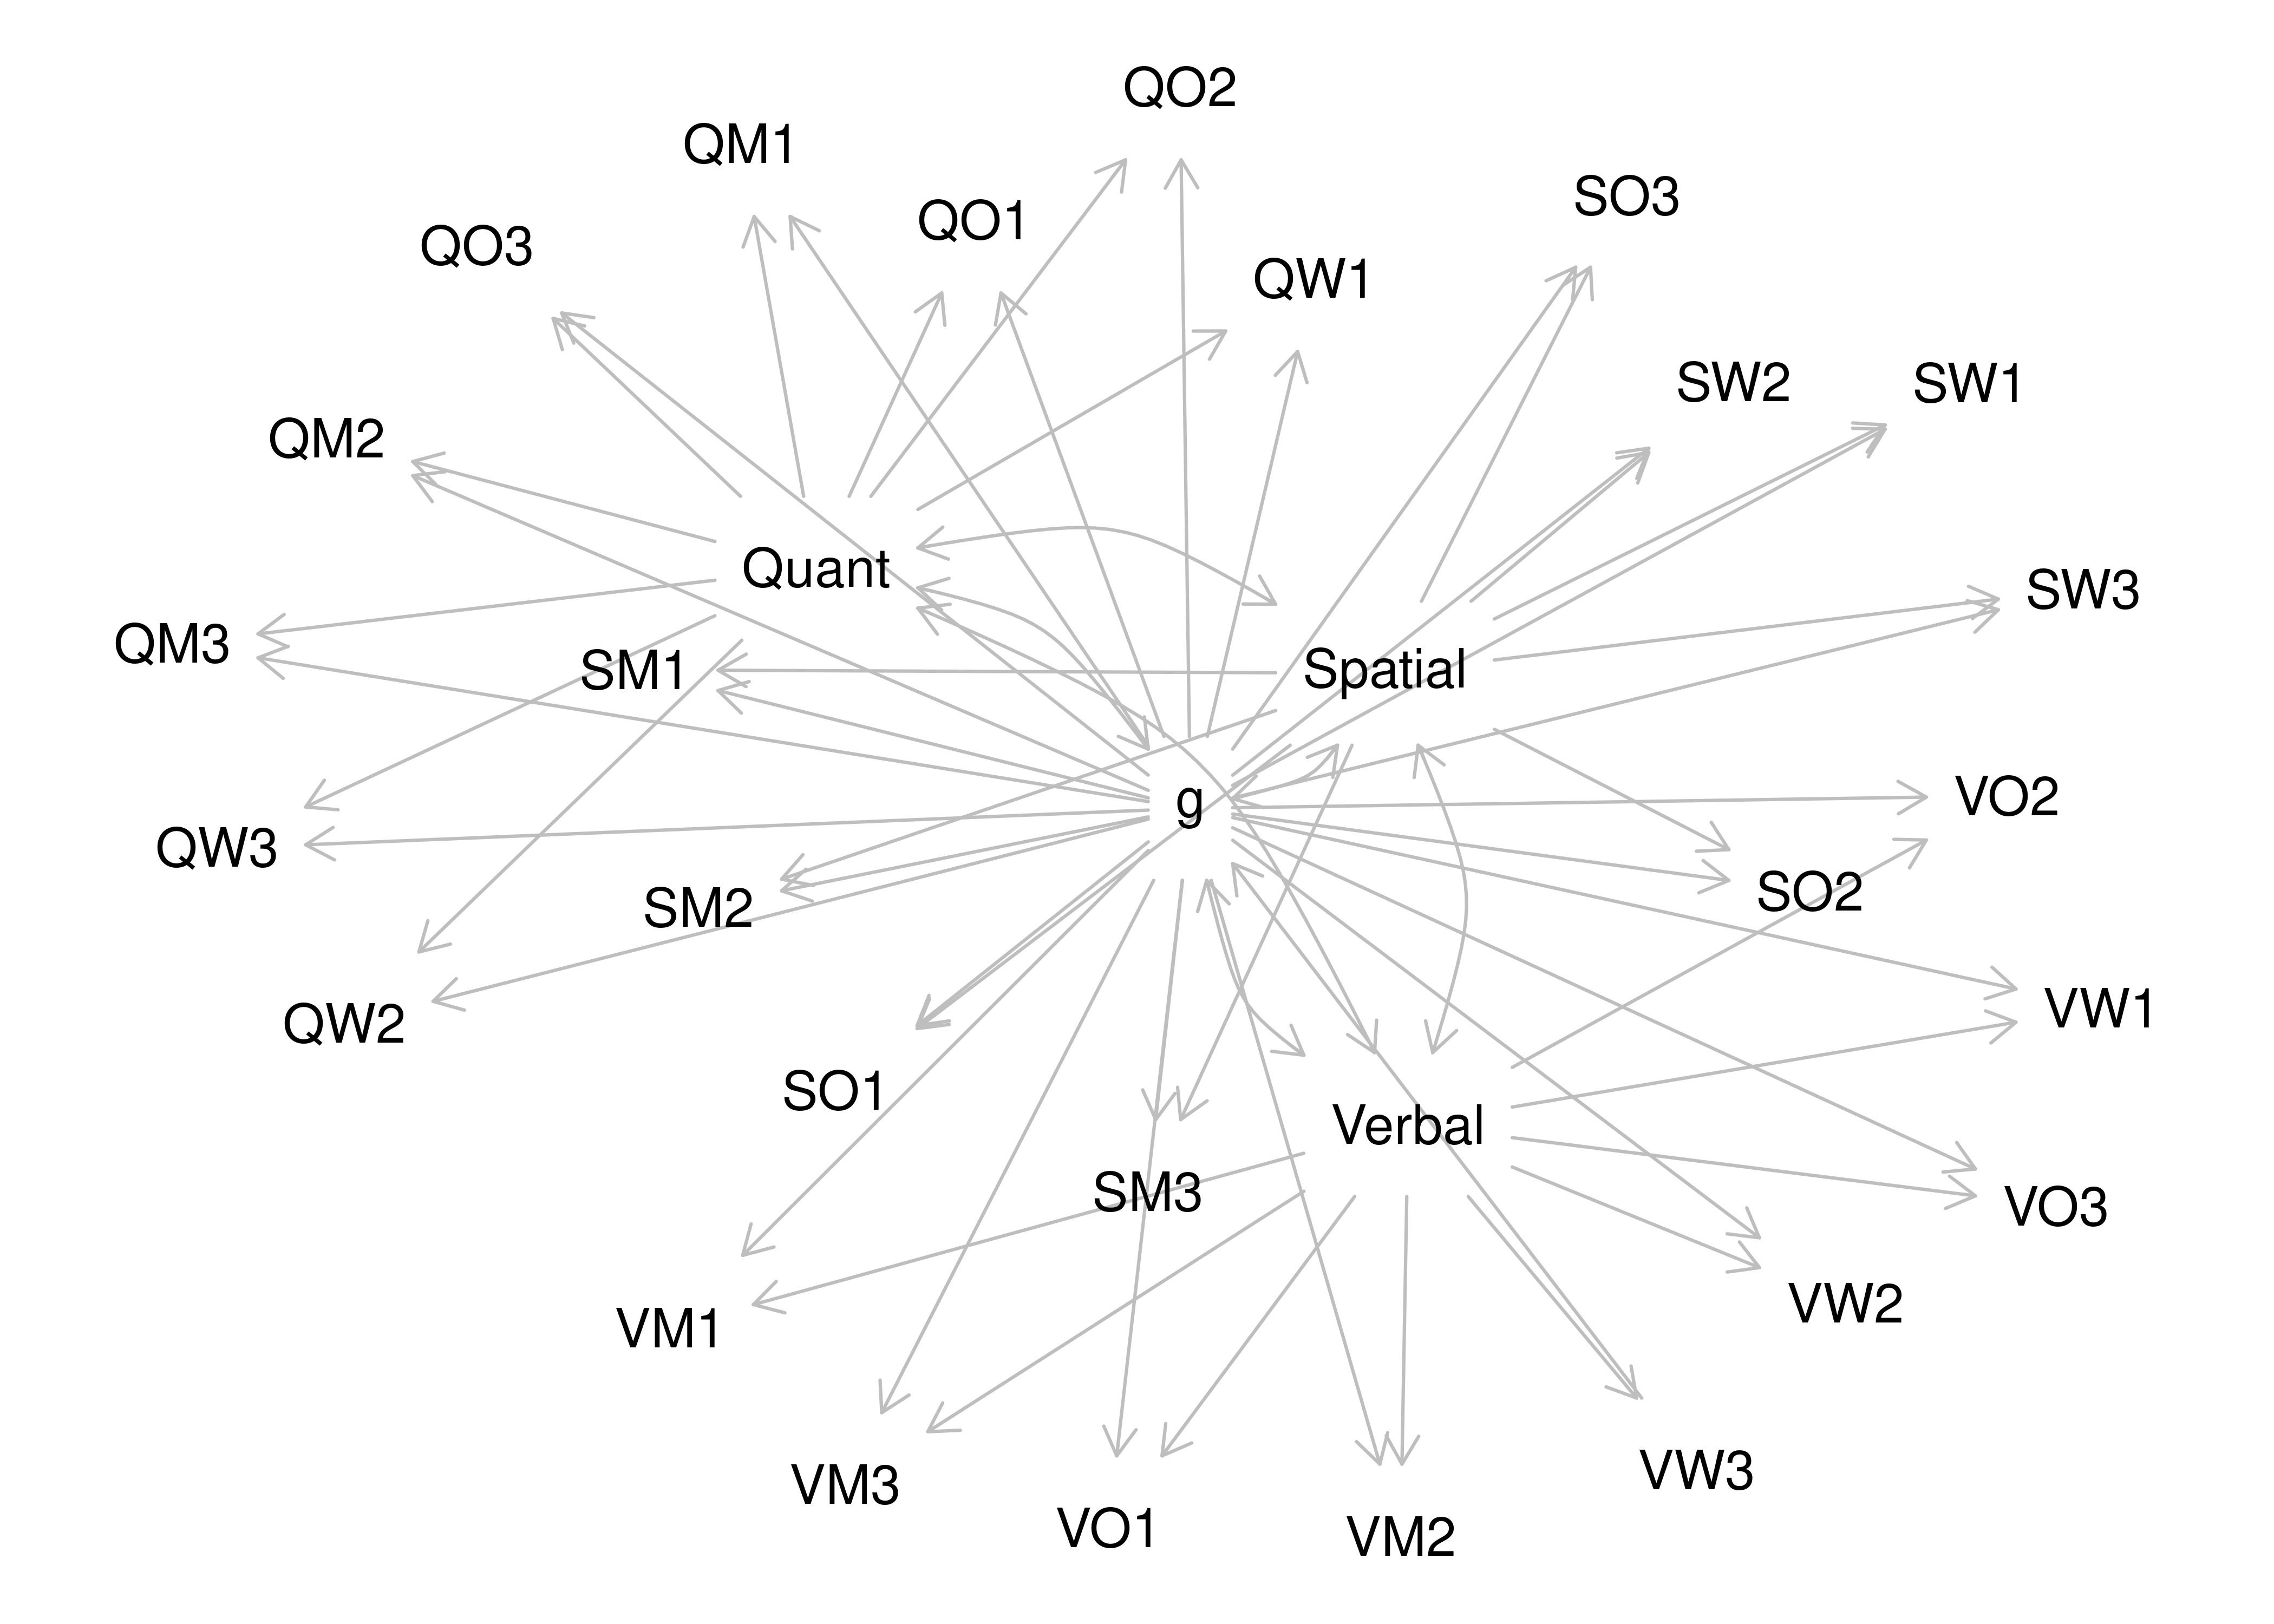 QO2
QM1
SO3
QO1
QO3
QW1
SW2
SW1
QM2
Quant
SW3
QM3
SM1
Spatial
g
VO2
QW3
SO2
SM2
VW1
QW2
SO1
Verbal
SM3
VO3
VW2
VM1
VW3
VM3
VO1
VM2